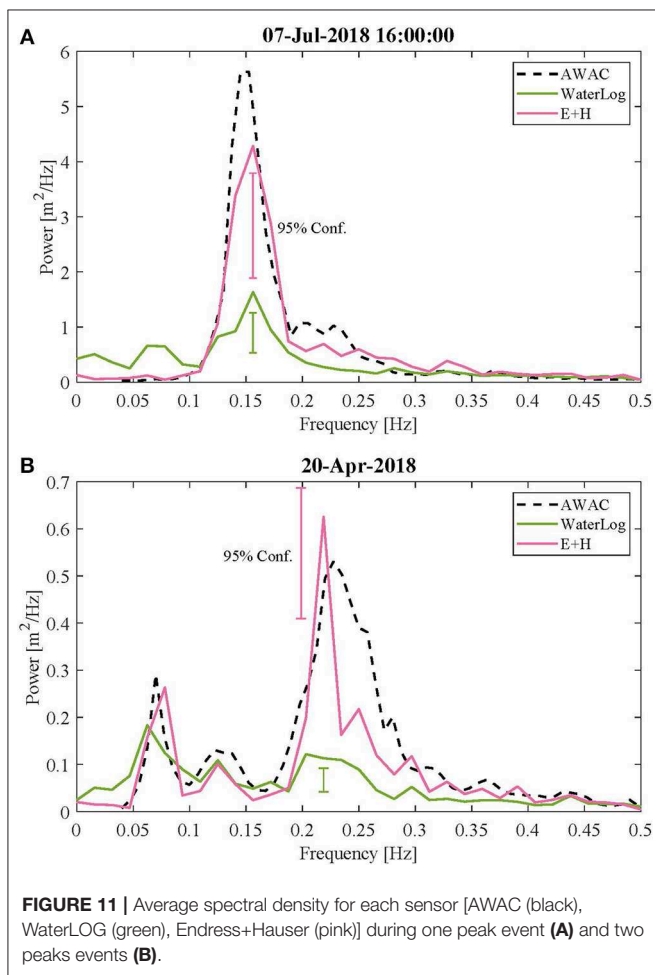 A
07-Jul-2018 16:00:00
6
5
4
3
2
1
0
Power [m²/Hz]
AWAC
WaterLog
E+H
95% Conf.
0 0.05 0.1 0.15 0.2 0.25 0.3 0.35 0.4 0.45 0.5
Frequency [Hz]
B
20-Apr-2018
0.7
0.6
0.5
0.4
0.3
0.2
0.1
0
Power [m²/Hz]
AWAC
WaterLog
E+H
95% Conf.
0 0.05 0.1 0.15 0.2 0.25 0.3 0.35 0.4 0.45 0.5
Frequency [Hz]
FIGURE 11 | Average spectral density for each sensor [AWAC (black),
WaterLOG (green), Endress+Hauser (pink)] during one peak event (A) and two
peaks events (B).